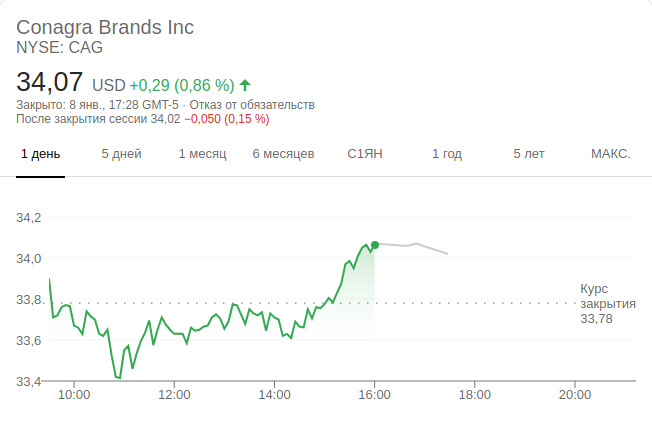 Conagra Brands Inc
NYSE: CAG
34,07 USD +0,29 (0,86 %)
Закрыто: 8 янв., 17:28 GMT-5 · Отказ от обязательств
После закрытия сессии 34,02 −0,050 (0,15 %)
1 день 5 дней 1 месяц 6 месяцев С1ЯН 1 год 5 лет МАКС.
34,2
34,0
33,8
33,6
33,4
Курс
закрытия
33,78
10:00 12:00 14:00 16:00 18:00 20:00